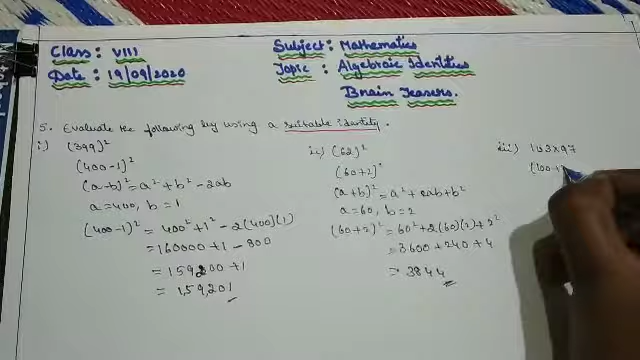 Class: VIII
Date: 19/09/2020
Subject: Mathematics
Topic: Algebraic Identities
Brain Teasers.
5. Evaluate the following by using a suitable identity.
i) (399)²
(400-1)²
(a-b)² = a² + b² - 2ab
a = 400, b = 1
(400-1)² = 400² + 1² - 2(400)(1)
= 160000 + 1 - 800
= 159200 + 1
= 1,59,201
ii) (62)²
(60+2)²
(a+b)² = a² + 2ab + b²
a = 60, b = 2
(60+2)² = 60² + 2(60)(2) + 2²
= 3600 + 240 + 4
= 3844
iii) 103×97
(100+